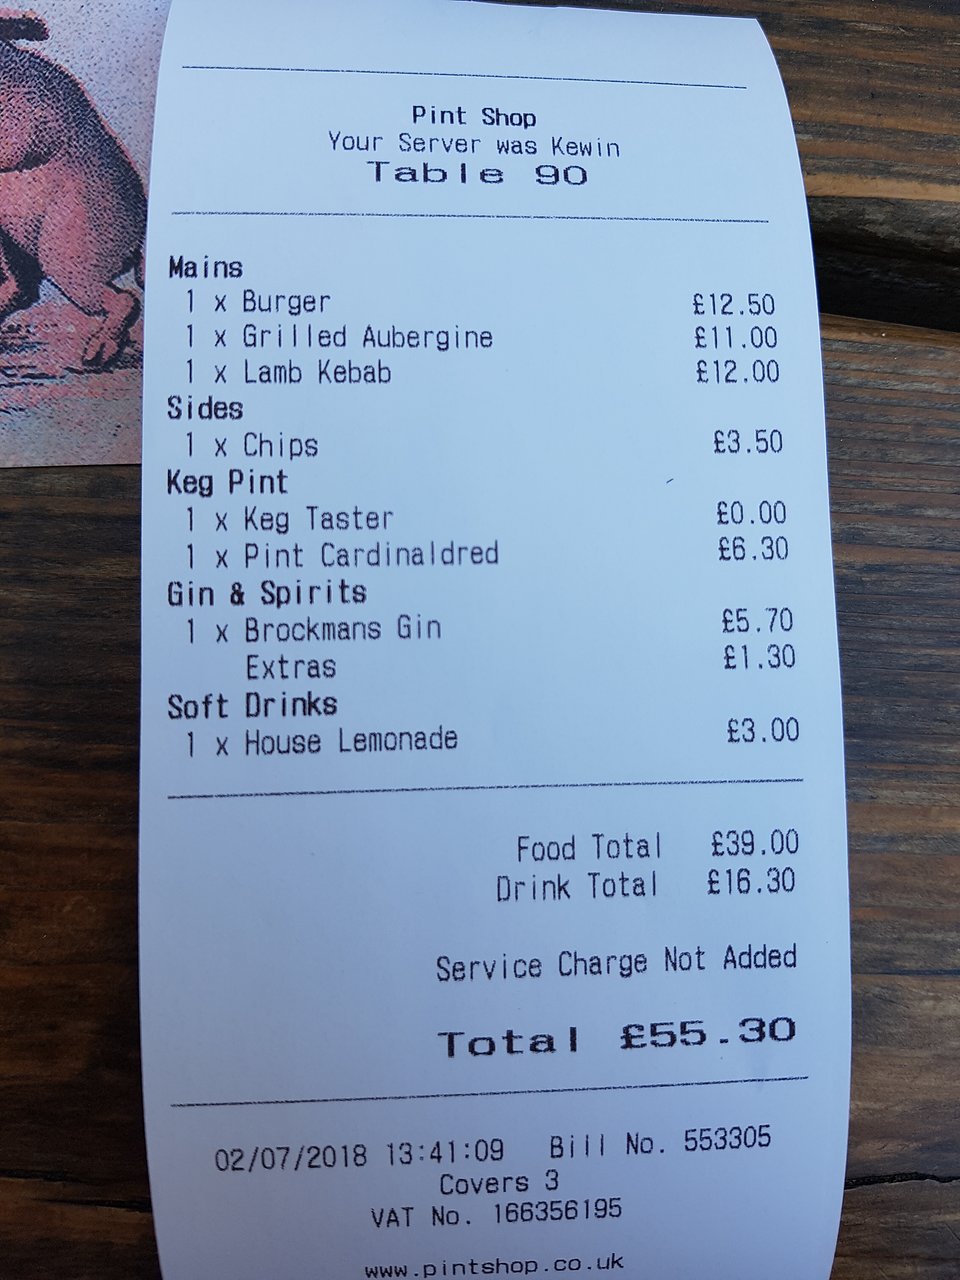 Pint Shop
Your Server was Kewin
Table 90
Mains
1 x Burger £12.50
1 x Grilled Aubergine £11.00
1 x Lamb Kebab £12.00
Sides
1 x Chips £3.50
Keg Pint
1 x Keg Taster £0.00
1 x Pint Cardinaldred £6.30
Gin & Spirits
1 x Brockmans Gin £5.70
Extras £1.30
Soft Drinks
1 x House Lemonade £3.00
Food Total £39.00
Drink Total £16.30
Service Charge Not Added
Total £55.30
02/07/2018 13:41:09 Bill No. 553305
Covers 3
VAT No. 166356195
www.pintshop.co.uk